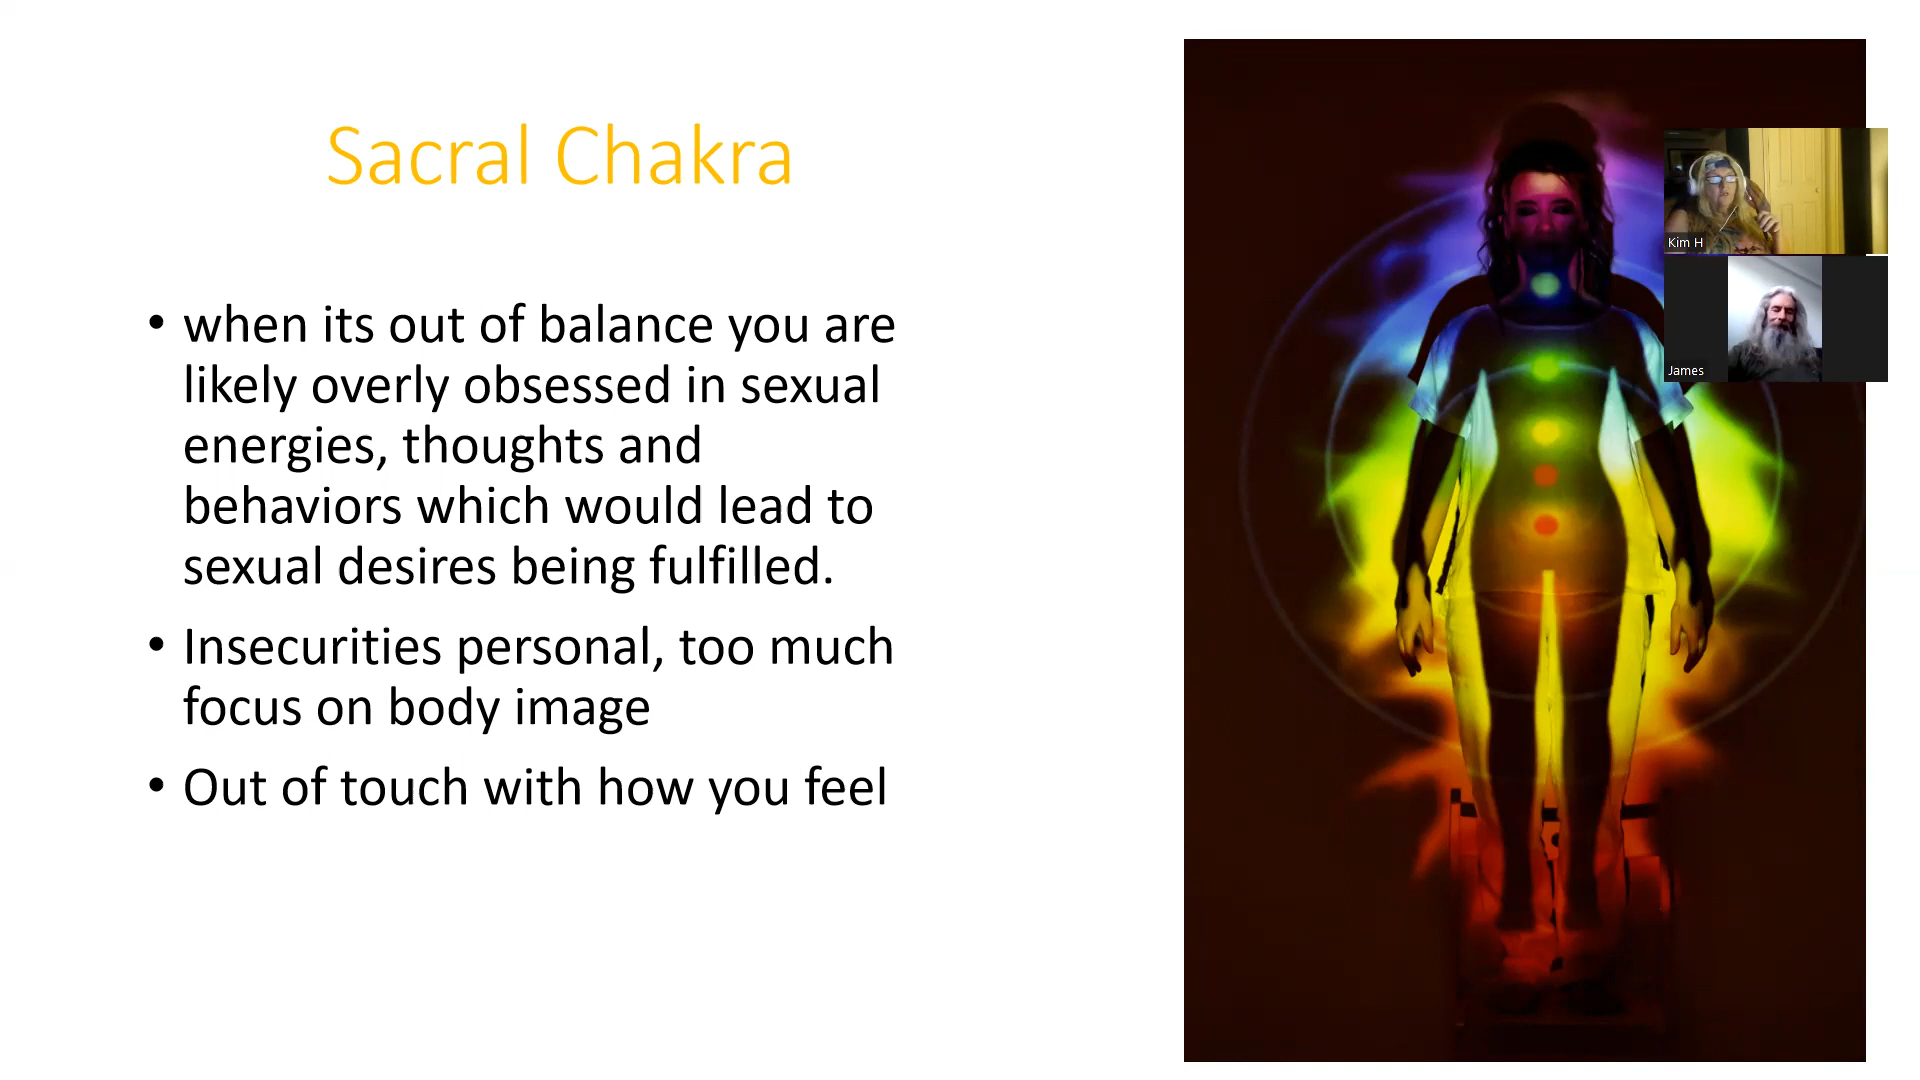 Sacral Chakra
• when its out of balance you are
likely overly obsessed in sexual
energies, thoughts and
behaviors which would lead to
sexual desires being fulfilled.
• Insecurities personal, too much
focus on body image
• Out of touch with how you feel
Kim H
James